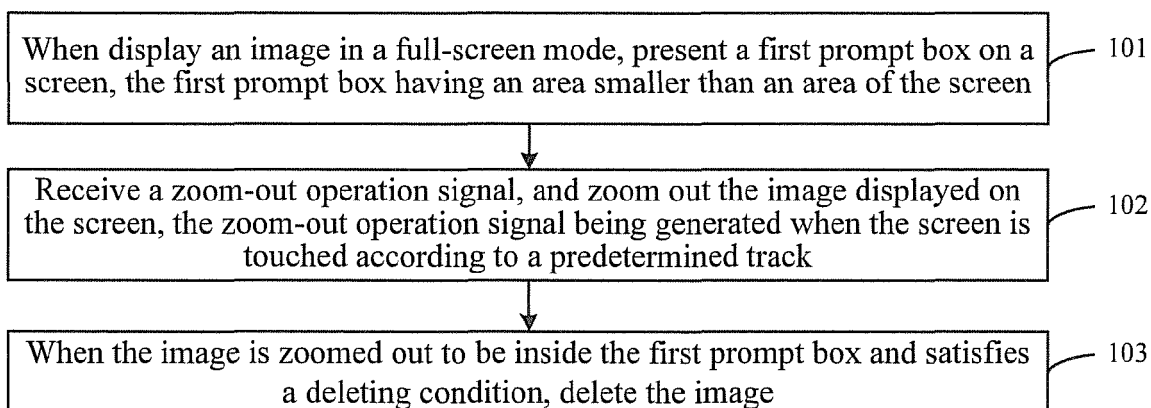 When display an image in a full-screen mode, present a first prompt box on a
screen, the first prompt box having an area smaller than an area of the screen
101
Receive a zoom-out operation signal, and zoom out the image displayed on
the screen, the zoom-out operation signal being generated when the screen is
touched according to a predetermined track
102
When the image is zoomed out to be inside the first prompt box and satisfies
a deleting condition, delete the image
103